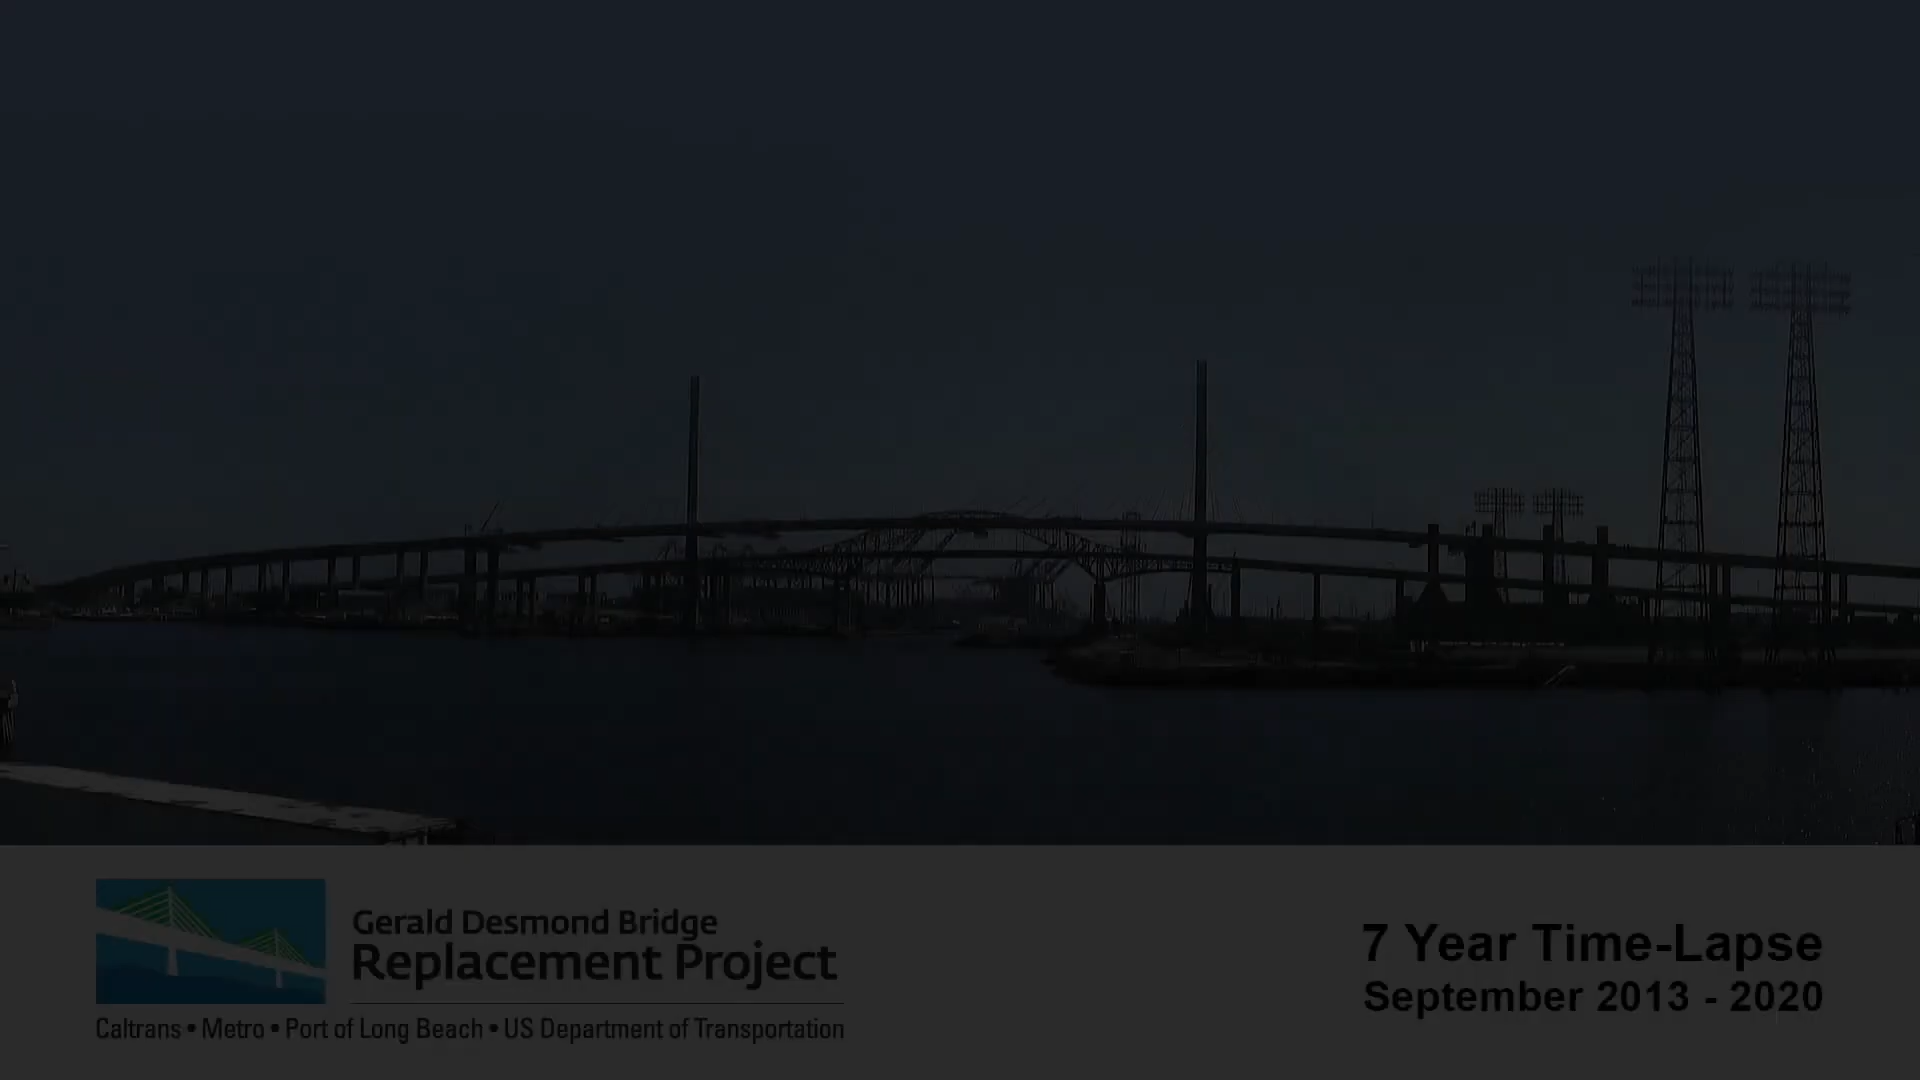 Gerald Desmond Bridge
Replacement Project
Caltrans • Metro • Port of Long Beach • US Department of Transportation
7 Year Time-Lapse
September 2013 - 2020